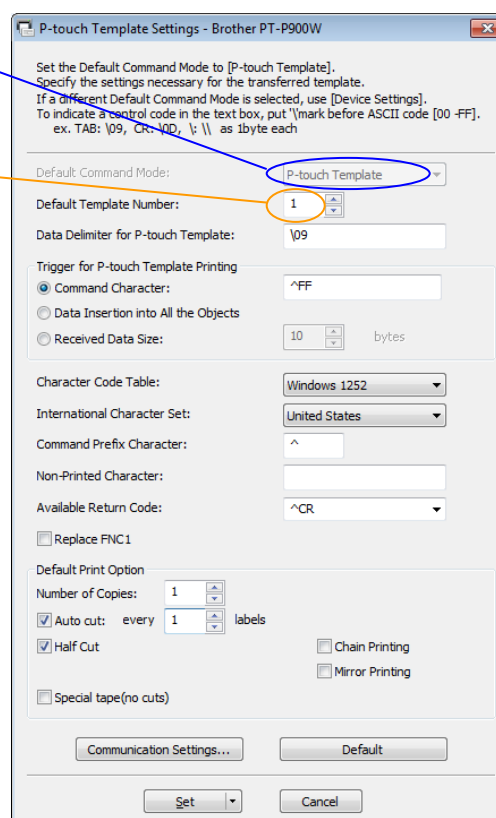 P-touch Template Settings - Brother PT-P900W
Set the Default Command Mode to [P-touch Template].
Specify the settings necessary for the transferred template.
If a different Default Command Mode is selected, use [Device Settings].
To indicate a control code in the text box, put '\'mark before ASCII code [00 -FF].
ex. TAB: \09, CR: \0D, \: \\ as 1byte each
Default Command Mode: P-touch Template
Default Template Number: 1
Data Delimiter for P-touch Template: \09
Trigger for P-touch Template Printing
Command Character: ^FF
Data Insertion into All the Objects
Received Data Size: 10 bytes
Character Code Table: Windows 1252
International Character Set: United States
Command Prefix Character: ^
Non-Printed Character:
Available Return Code: ^CR
Replace FNC1
Default Print Option
Number of Copies: 1
Auto cut: every 1 labels
Half Cut Chain Printing
Mirror Printing
Special tape(no cuts)
Communication Settings... Default
Set Cancel